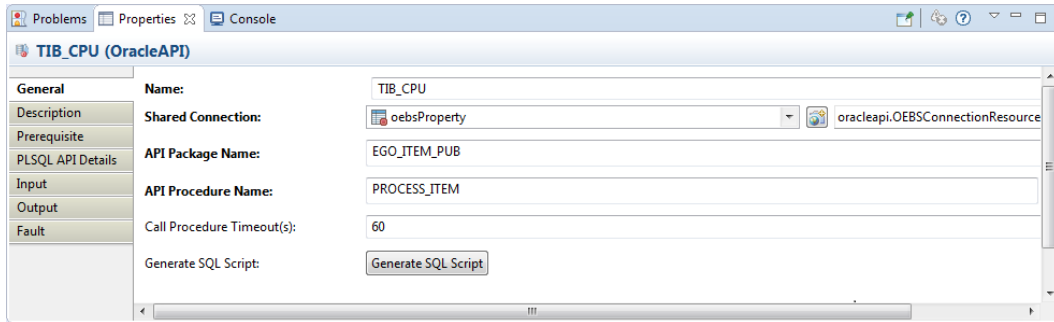 Problems Properties Console
TIB_CPU (OracleAPI)
General
Description
Prerequisite
PLSQL API Details
Input
Output
Fault
Name: TIB_CPU
Shared Connection: oebsProperty oracleapi.OEBSConnectionResource
API Package Name: EGO_ITEM_PUB
API Procedure Name: PROCESS_ITEM
Call Procedure Timeout(s): 60
Generate SQL Script: Generate SQL Script